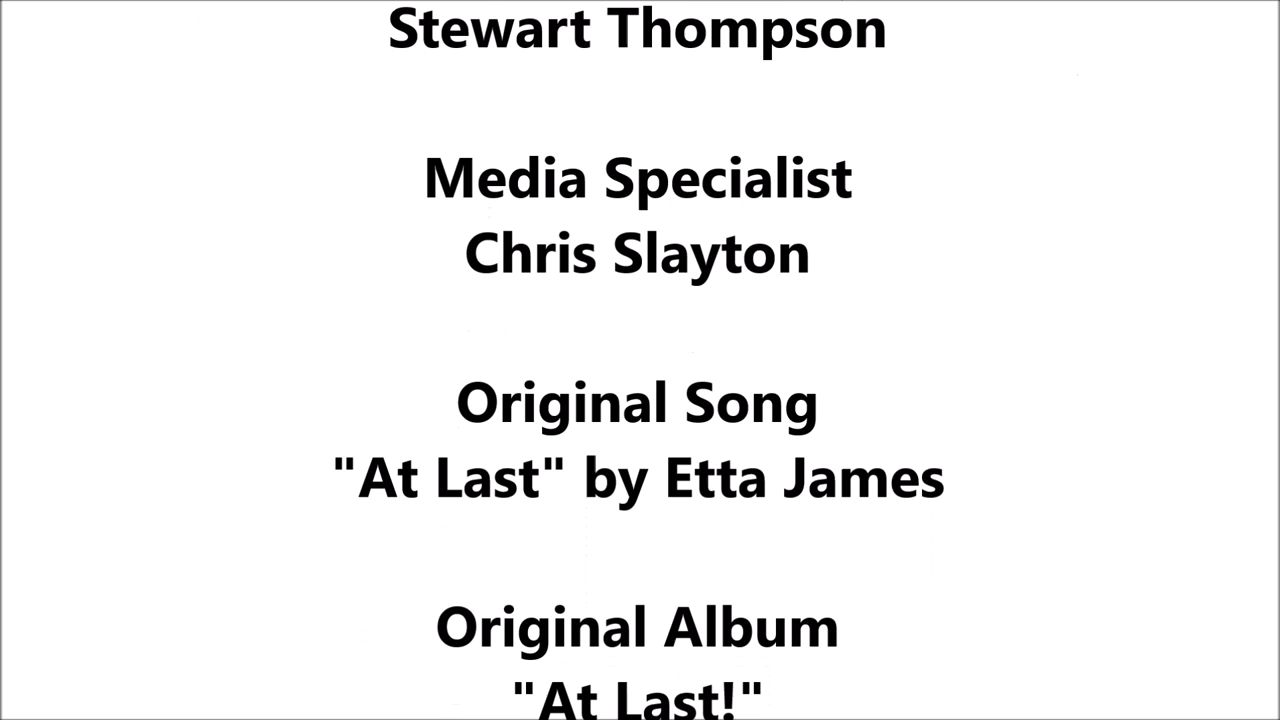 Stewart Thompson
Media Specialist
Chris Slayton
Original Song
"At Last" by Etta James
Original Album
"At Last!"